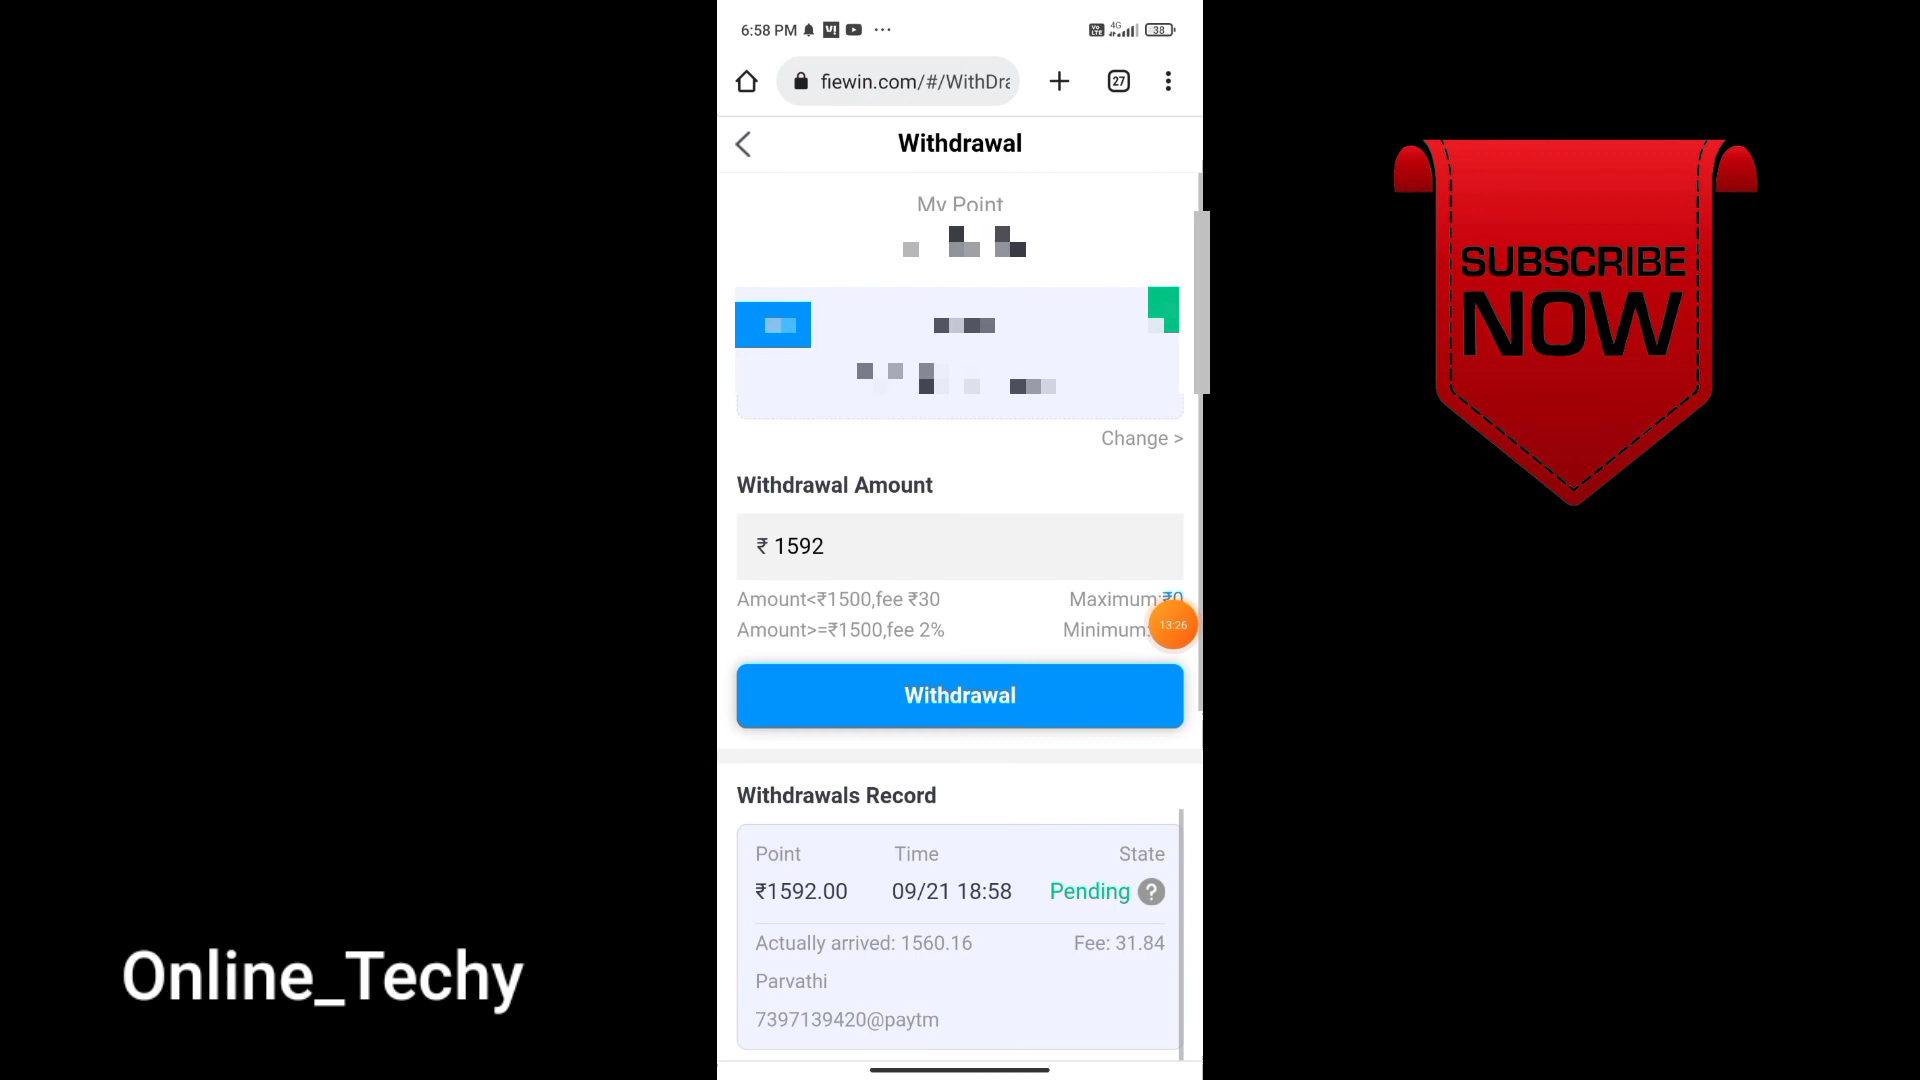 6:58 PM
4G
38
fiewin.com/#/WithDra
27
Withdrawal
My Point
Change >
Withdrawal Amount
₹ 1592
Amount<₹1500,fee ₹30
Maximum:₹0
Amount>=₹1500,fee 2%
Minimum:
13:26
Withdrawal
Withdrawals Record
Point Time State
₹1592.00 09/21 18:58 Pending ?
Actually arrived: 1560.16 Fee: 31.84
Parvathi
7397139420@paytm
SUBSCRIBE
NOW
Online_Techy